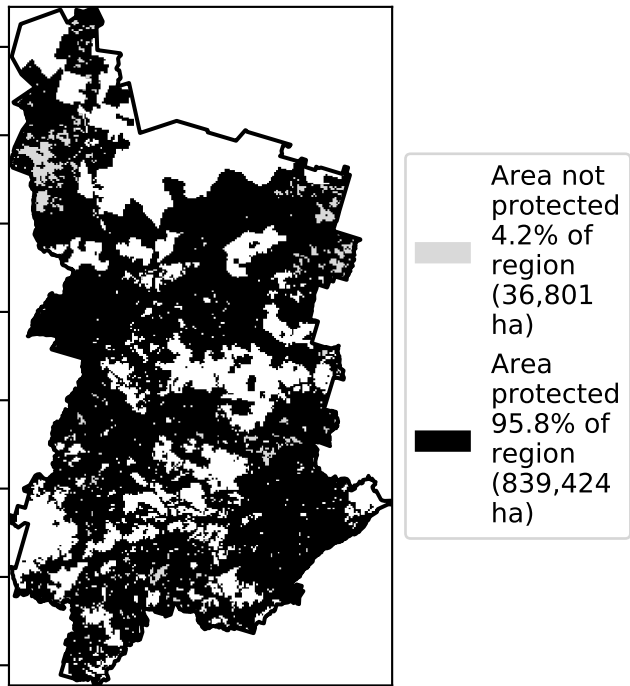 Area not
protected
4.2% of
region
(36,801
ha)
Area
protected
95.8% of
region
(839,424
ha)